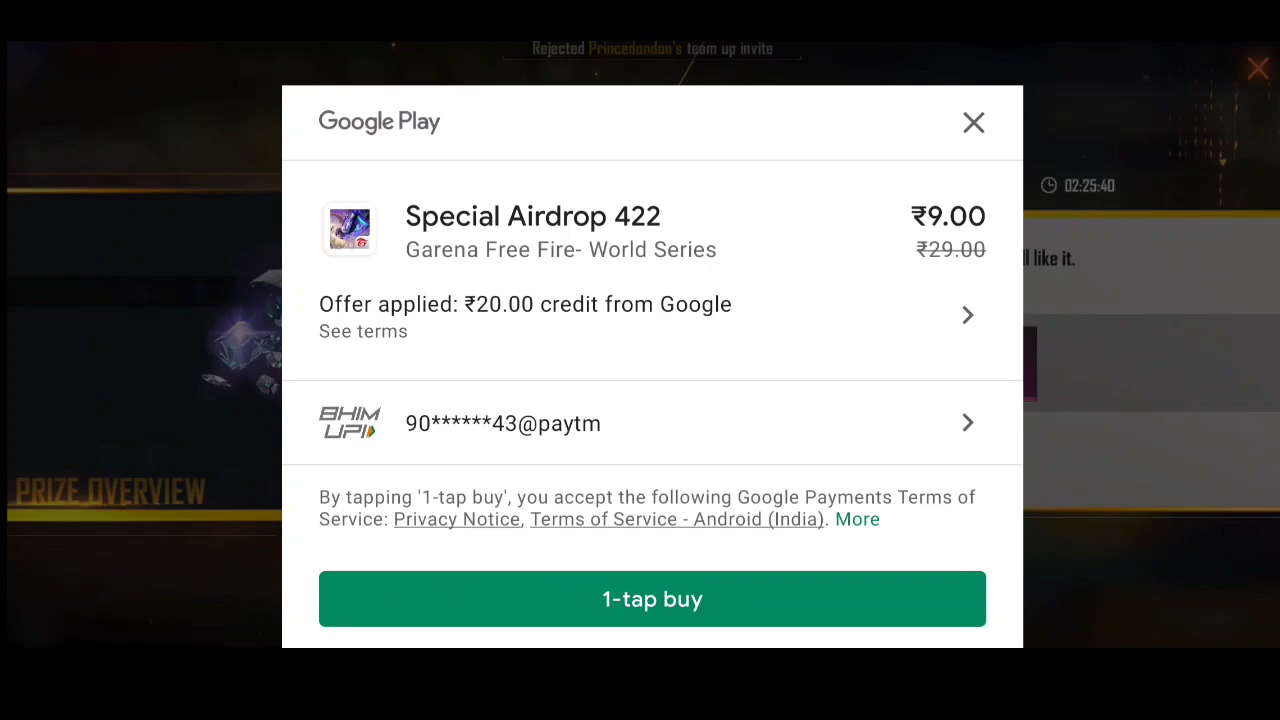 Rejected Princedondon's team up invite
Google Play
02:25:40
Special Airdrop 422
₹9.00
Garena Free Fire- World Series
₹29.00
ll like it.
Offer applied: ₹20.00 credit from Google
See terms
BHIM
UPI
90******43@paytm
PRIZE OVERVIEW
By tapping '1-tap buy', you accept the following Google Payments Terms of
Service: Privacy Notice, Terms of Service - Android (India). More
1-tap buy